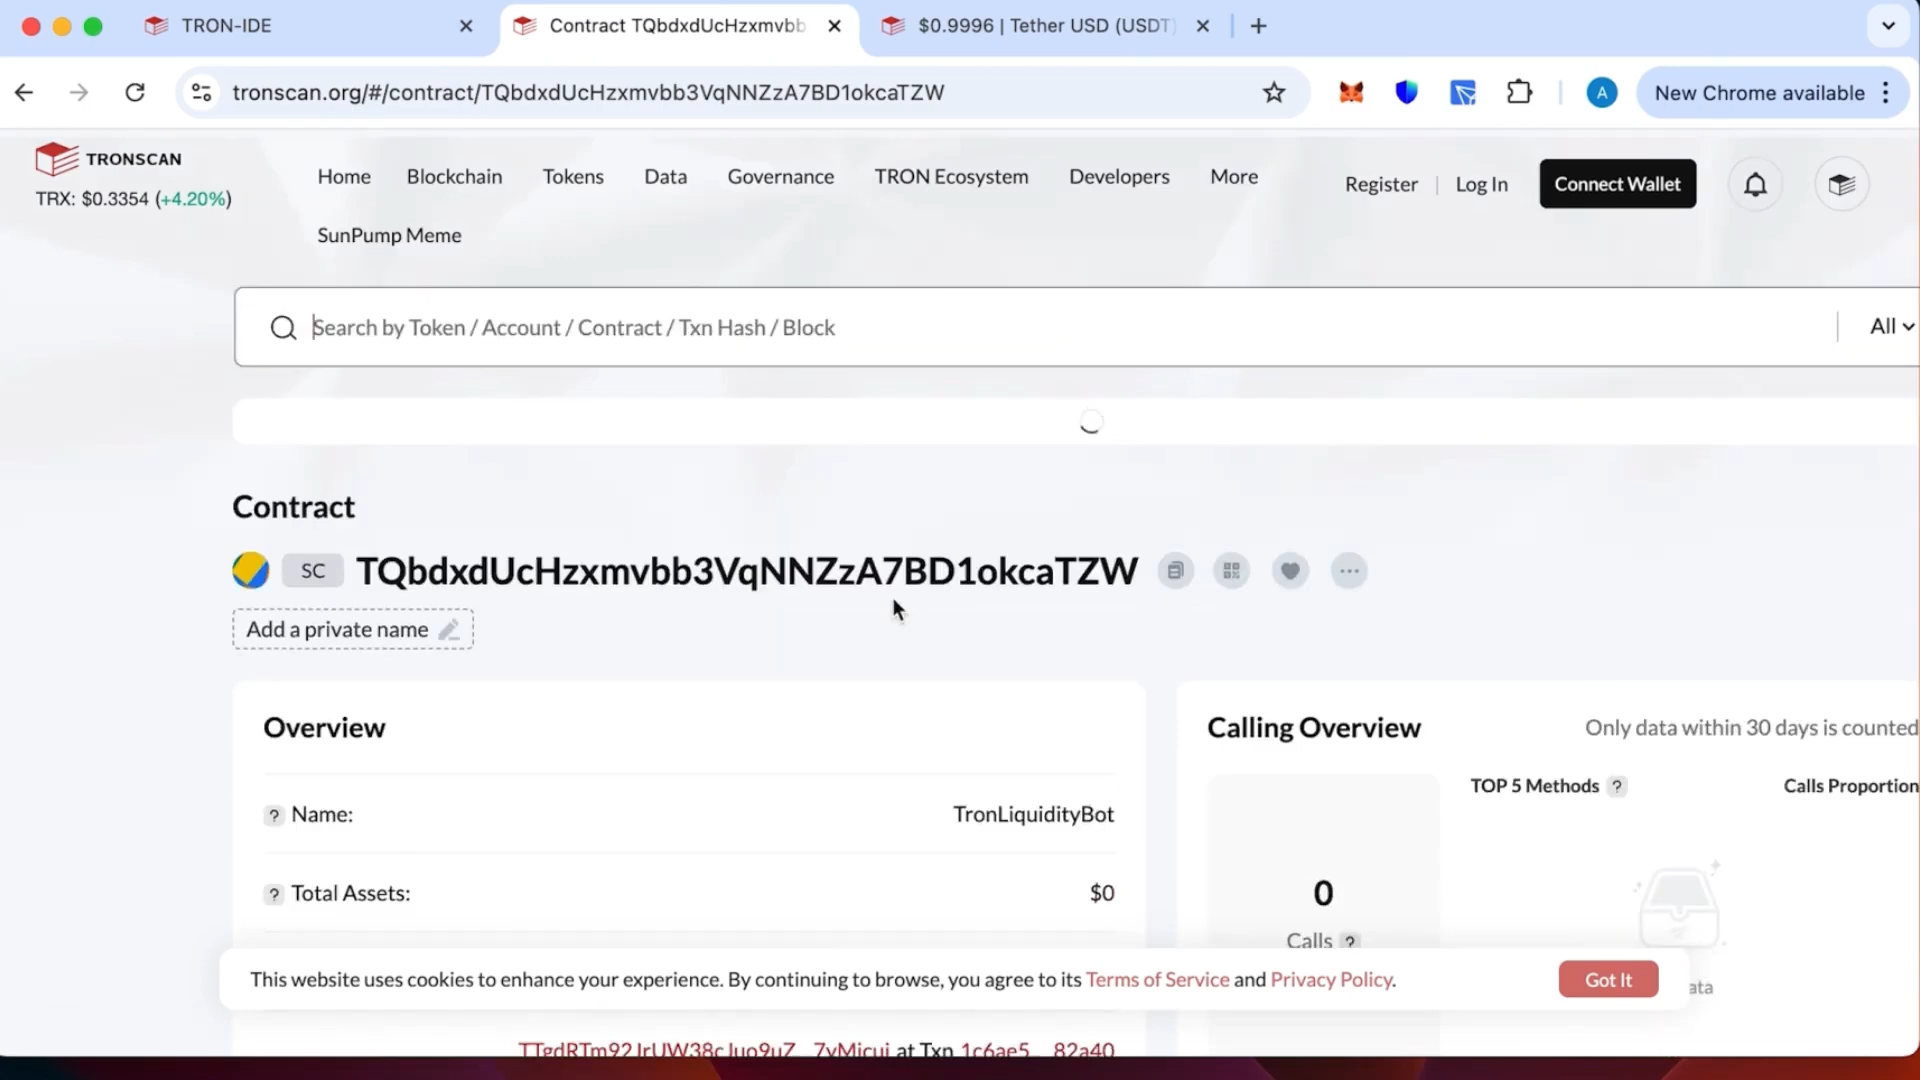 TRON-IDE
Contract TQbdxdUcHzxmvbb
$0.9996 | Tether USD (USDT)
tronscan.org/#/contract/TQbdxdUcHzxmvbb3VqNNZzA7BD1okcaTZW
A
New Chrome available
TRONSCAN
TRX: $0.3354 (+4.20%)
Home Blockchain Tokens Data Governance TRON Ecosystem Developers More
SunPump Meme
Register | Log In
Connect Wallet
Search by Token / Account / Contract / Txn Hash / Block
All
Contract
SC TQbdxdUcHzxmvbb3VqNNZzA7BD1okcaTZW
Add a private name
Overview
? Name: TronLiquidityBot
? Total Assets: $0
Calling Overview
Only data within 30 days is counted
TOP 5 Methods ?
Calls Proportion
0
Calls ?
This website uses cookies to enhance your experience. By continuing to browse, you agree to its Terms of Service and Privacy Policy.
Got It
ata
at Txn 1c6ae5... 82a40